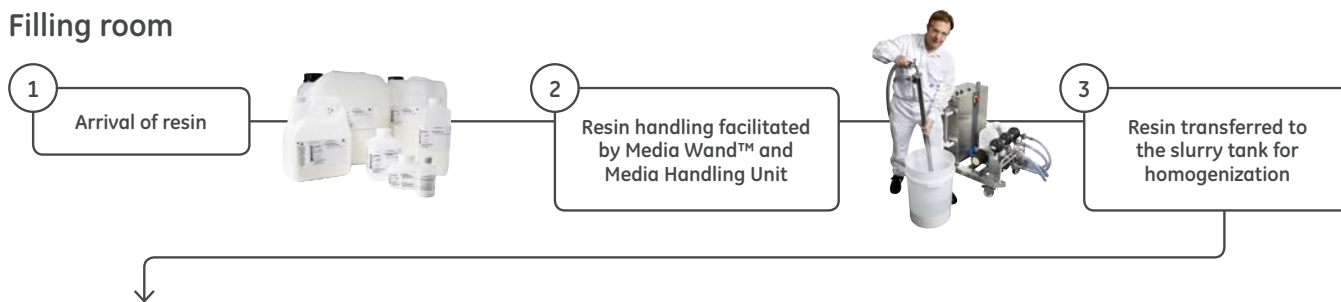 Filling room
1
Arrival of resin
2
Resin handling facilitated
by Media Wand™ and
Media Handling Unit
3
Resin transferred to
the slurry tank for
homogenization